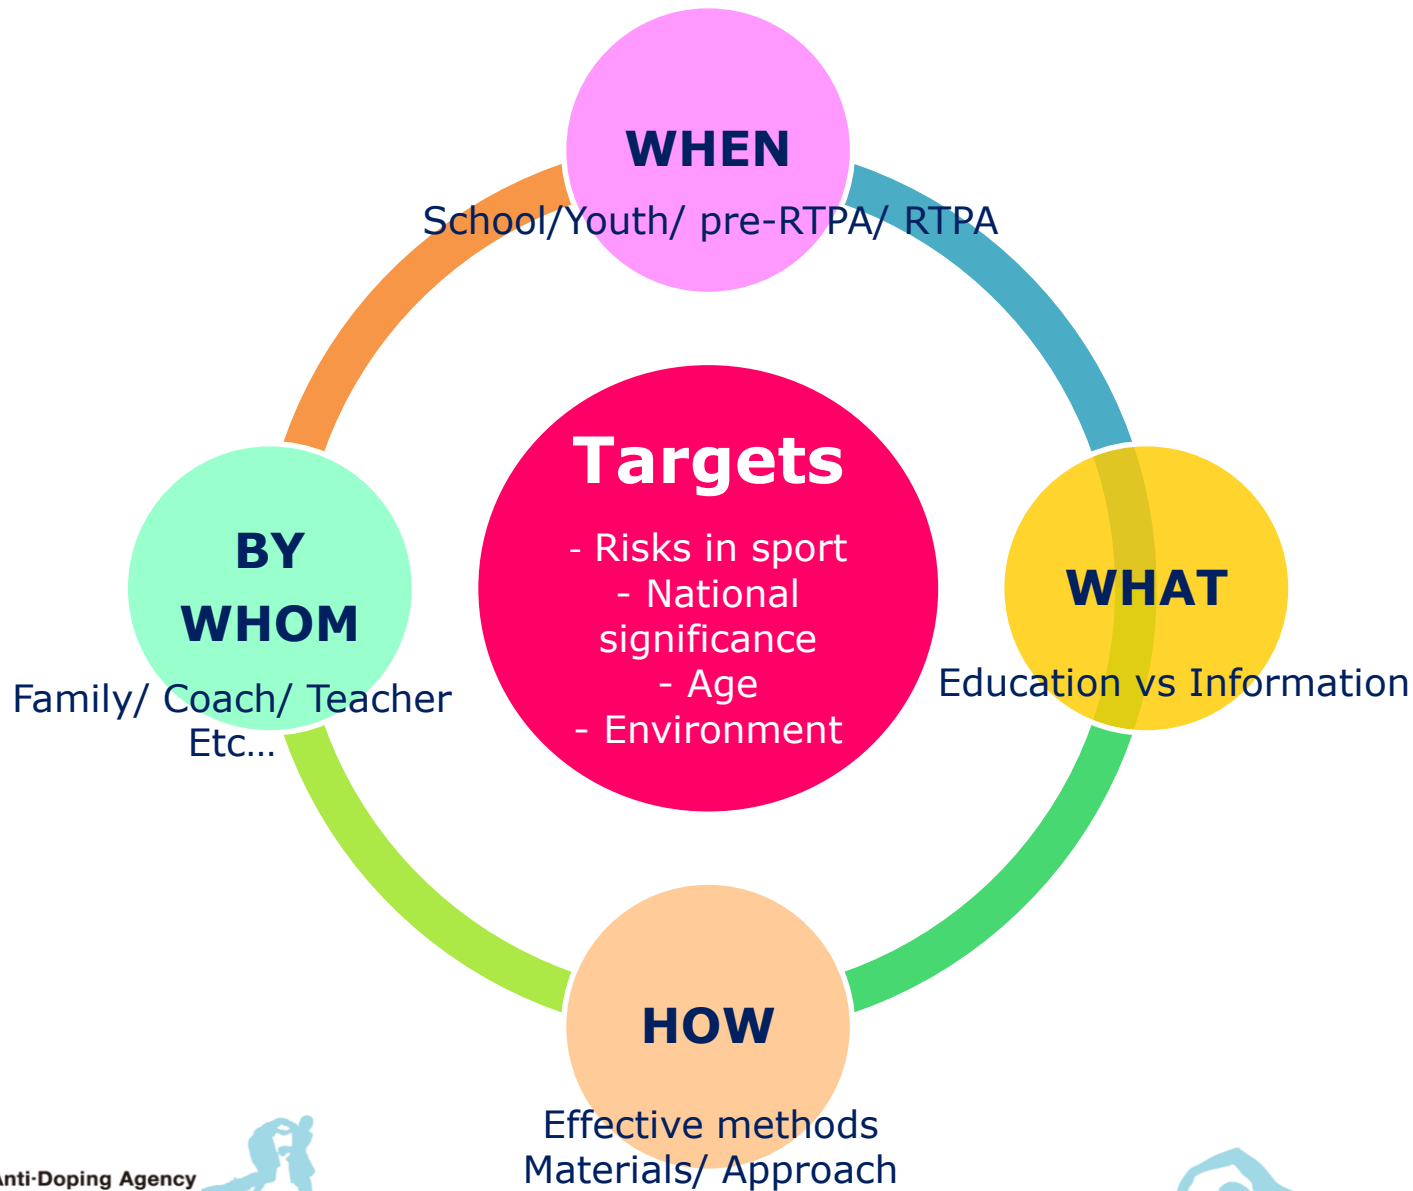 WHEN
School/Youth/ pre-RTPA/ RTPA
Targets
- Risks in sport
- National
significance
- Age
- Environment
BY
WHOM
Family/ Coach/ Teacher
Etc...
WHAT
Education vs Information
HOW
Effective methods
Materials/ Approach
Anti-Doping Agency